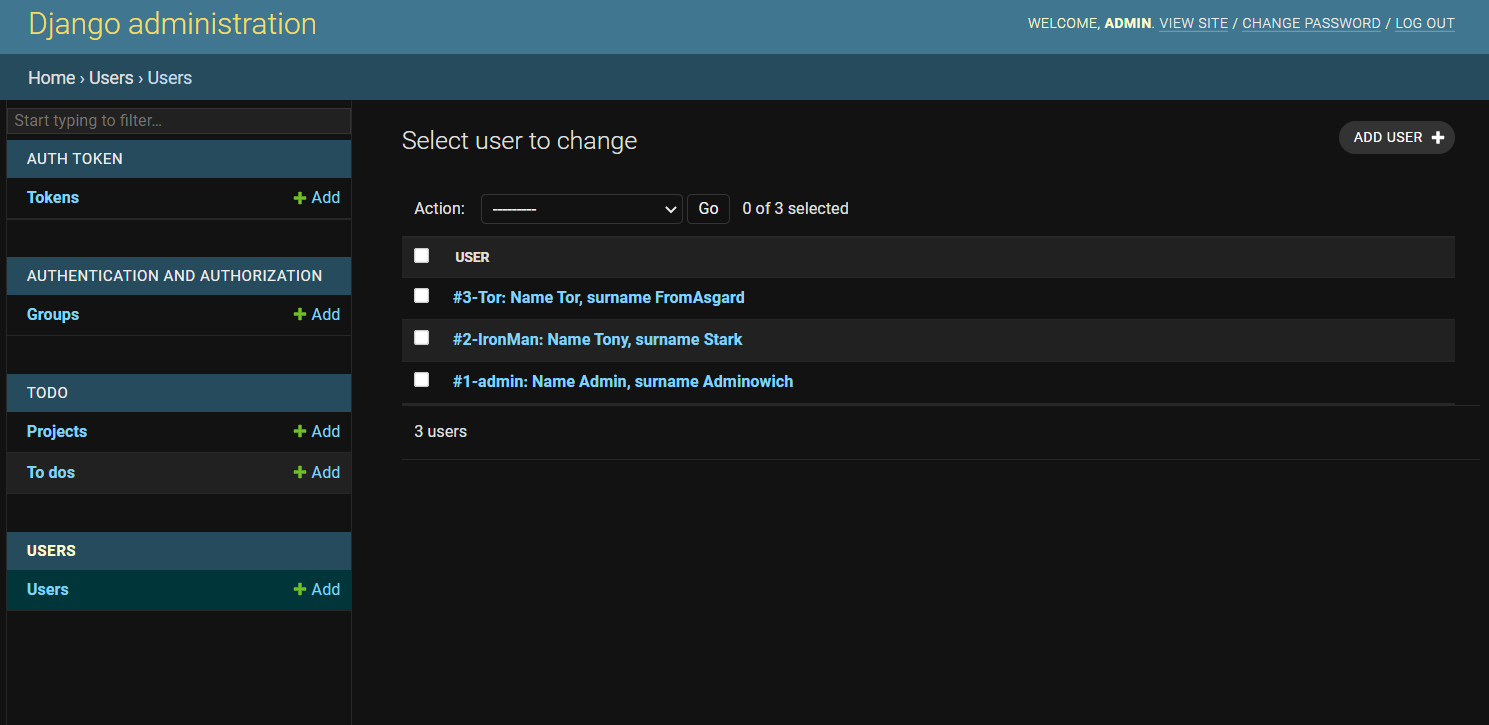 Django administration
WELCOME, ADMIN. VIEW SITE / CHANGE PASSWORD / LOG OUT
Home › Users › Users
Start typing to filter...
AUTH TOKEN
Tokens
Add
AUTHENTICATION AND AUTHORIZATION
Groups
Add
TODO
Projects
Add
To dos
Add
USERS
Users
Add
Select user to change
ADD USER
Action: --------- Go 0 of 3 selected
USER
#3-Tor: Name Tor, surname FromAsgard
#2-IronMan: Name Tony, surname Stark
#1-admin: Name Admin, surname Adminowich
3 users